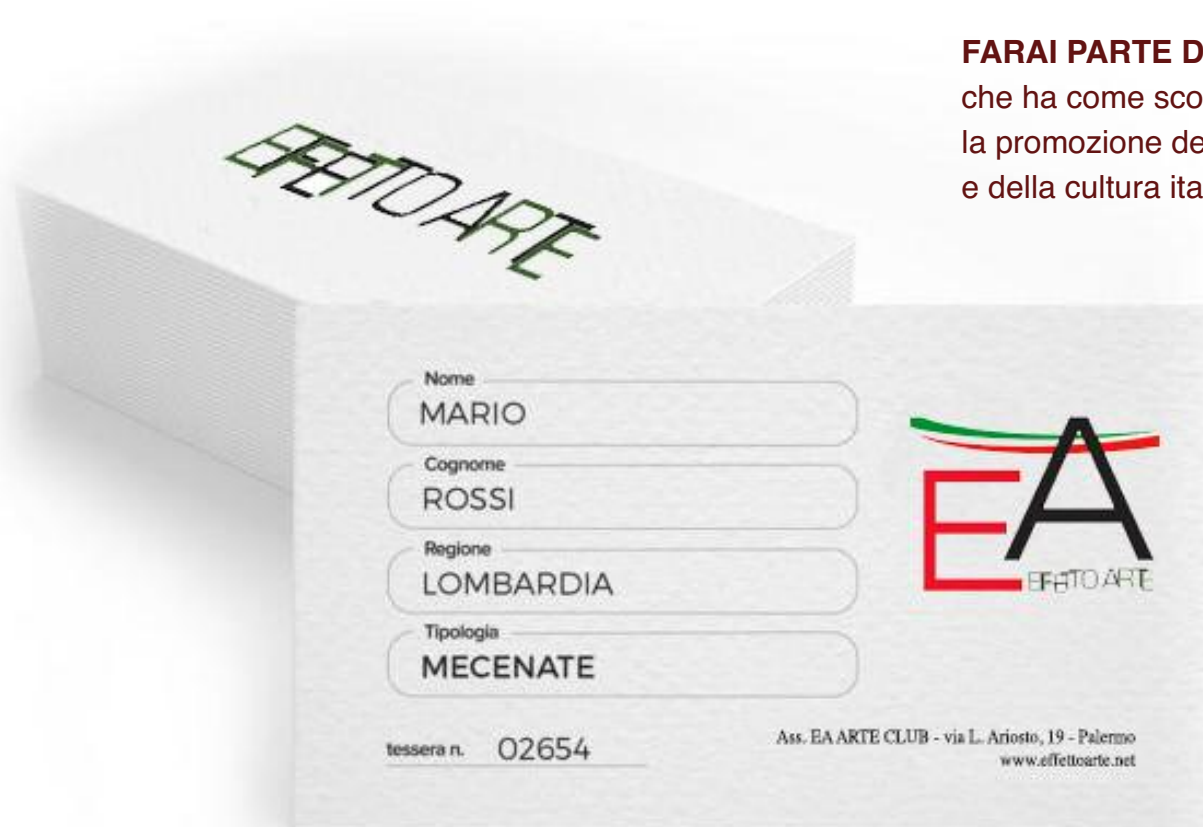 FARAI PARTE D
che ha come sco
la promozione de
e della cultura ita
EFFETTO ARTE
Nome
MARIO
Cognome
ROSSI
Regione
LOMBARDIA
Tipologia
MECENATE
tessera n. 02654
EA
EFFETTO ARTE
Ass. EA ARTE CLUB - via L. Ariosto, 19 - Palermo
www.effettoarte.net